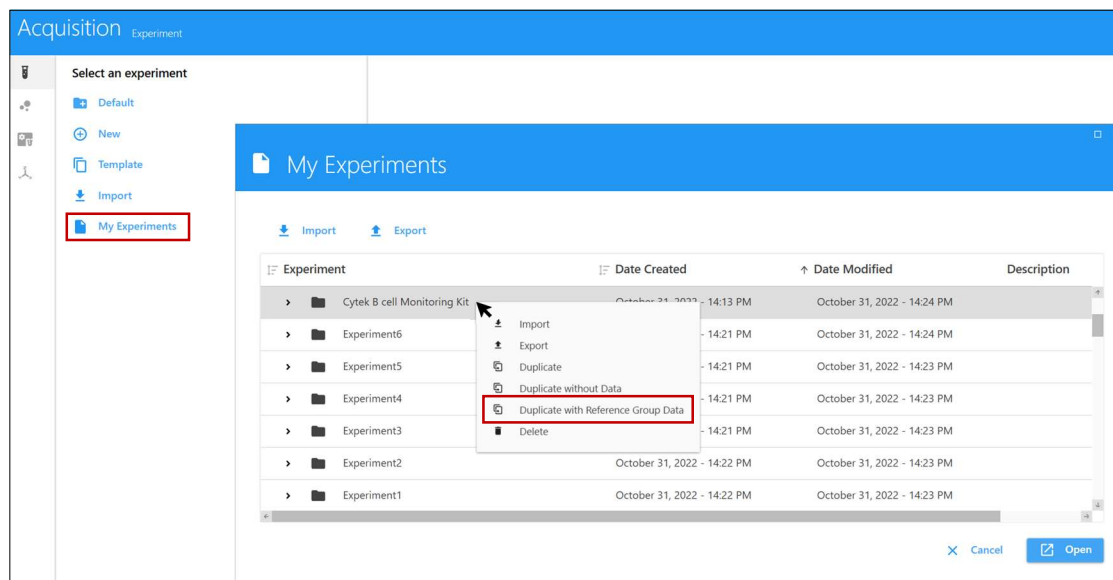 Acquisition Experiment
Select an experiment
Default
New
Template
Import
My Experiments
My Experiments
Import Export
Experiment Date Created Date Modified Description
Cytek B cell Monitoring Kit October 31, 2022 - 14:13 PM October 31, 2022 - 14:24 PM
Import
Experiment6 - 14:21 PM October 31, 2022 - 14:24 PM
Export
Experiment5 - 14:21 PM October 31, 2022 - 14:23 PM
Duplicate
Duplicate without Data
Experiment4 - 14:21 PM October 31, 2022 - 14:23 PM
Duplicate with Reference Group Data
Experiment3 - 14:21 PM October 31, 2022 - 14:23 PM
Delete
Experiment2 October 31, 2022 - 14:22 PM October 31, 2022 - 14:23 PM
Experiment1 October 31, 2022 - 14:22 PM October 31, 2022 - 14:23 PM
Cancel Open